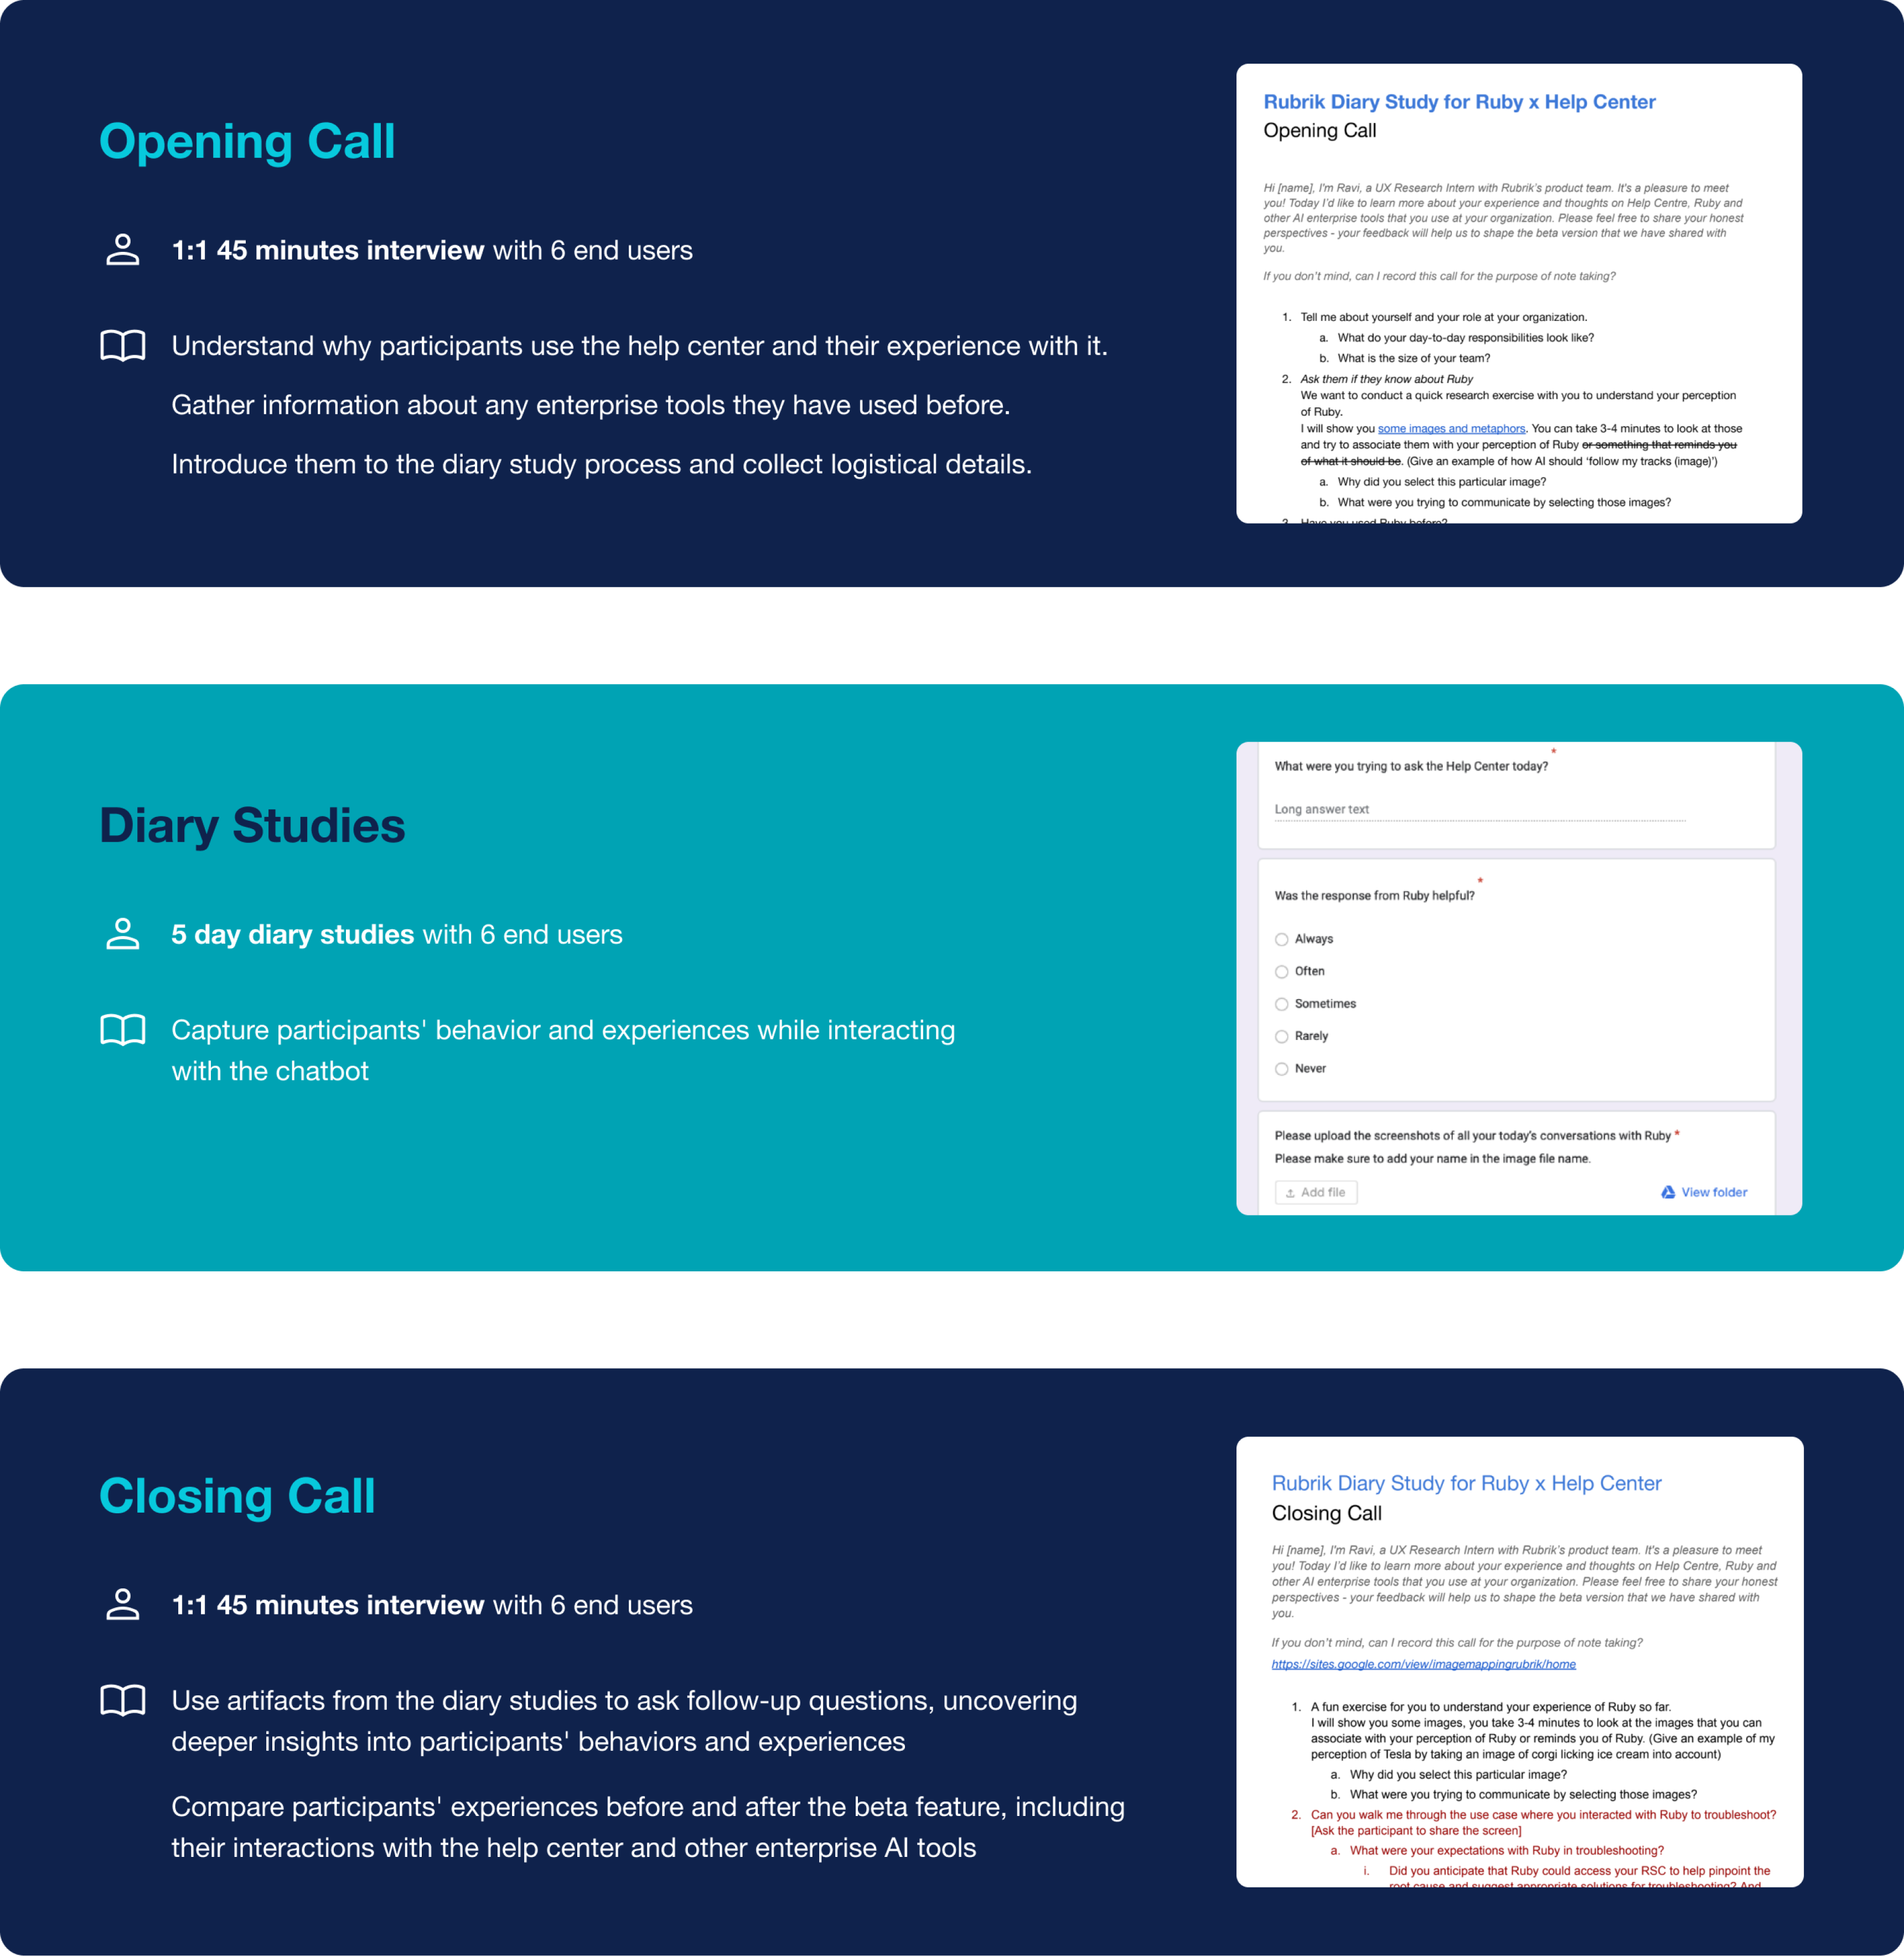 Opening Call
1:1 45 minutes interview with 6 end users
Understand why participants use the help center and their experience with it.
Gather information about any enterprise tools they have used before.
Introduce them to the diary study process and collect logistical details.
Rubrik Diary Study for Ruby x Help Center
Opening Call
Hi [name], I'm Ravi, a UX Research Intern with Rubrik's product team. It's a pleasure to meet
you! Today I'd like to learn more about your experience and thoughts on Help Centre, Ruby and
other AI enterprise tools that you use at your organization. Please feel free to share your honest
perspectives - your feedback will help us to shape the beta version that we have shared with
you.
If you don't mind, can I record this call for the purpose of note taking?
1. Tell me about yourself and your role at your organization.
a. What do your day-to-day responsibilities look like?
b. What is the size of your team?
2. Ask them if they know about Ruby
We want to conduct a quick research exercise with you to understand your perception
of Ruby.
I will show you some images and metaphors. You can take 3-4 minutes to look at those
and try to associate them with your perception of Ruby or something that reminds you
of what it should be. (Give an example of how AI should 'follow my tracks (image)')
a. Why did you select this particular image?
b. What were you trying to communicate by selecting those images?
3. Have you used Ruby before?
Diary Studies
5 day diary studies with 6 end users
Capture participants' behavior and experiences while interacting
with the chatbot
What were you trying to ask the Help Center today? *
Long answer text
Was the response from Ruby helpful? *
Always
Often
Sometimes
Rarely
Never
Please upload the screenshots of all your today's conversations with Ruby *
Please make sure to add your name in the image file name.
Add file
View folder
Closing Call
1:1 45 minutes interview with 6 end users
Use artifacts from the diary studies to ask follow-up questions, uncovering
deeper insights into participants' behaviors and experiences
Compare participants' experiences before and after the beta feature, including
their interactions with the help center and other enterprise AI tools
Rubrik Diary Study for Ruby x Help Center
Closing Call
Hi [name], I'm Ravi, a UX Research Intern with Rubrik's product team. It's a pleasure to meet
you! Today I'd like to learn more about your experience and thoughts on Help Centre, Ruby and
other AI enterprise tools that you use at your organization. Please feel free to share your honest
perspectives - your feedback will help us to shape the beta version that we have shared with
you.
If you don't mind, can I record this call for the purpose of note taking?
https://sites.google.com/view/imagemappingrubrik/home
1. A fun exercise for you to understand your experience of Ruby so far.
I will show you some images, you take 3-4 minutes to look at the images that you can
associate with your perception of Ruby or reminds you of Ruby. (Give an example of my
perception of Tesla by taking an image of corgi licking ice cream into account)
a. Why did you select this particular image?
b. What were you trying to communicate by selecting those images?
2. Can you walk me through the use case where you interacted with Ruby to troubleshoot?
[Ask the participant to share the screen]
a. What were your expectations with Ruby in troubleshooting?
i. Did you anticipate that Ruby could access your RSC to help pinpoint the
root cause and suggest appropriate solutions for troubleshooting? And